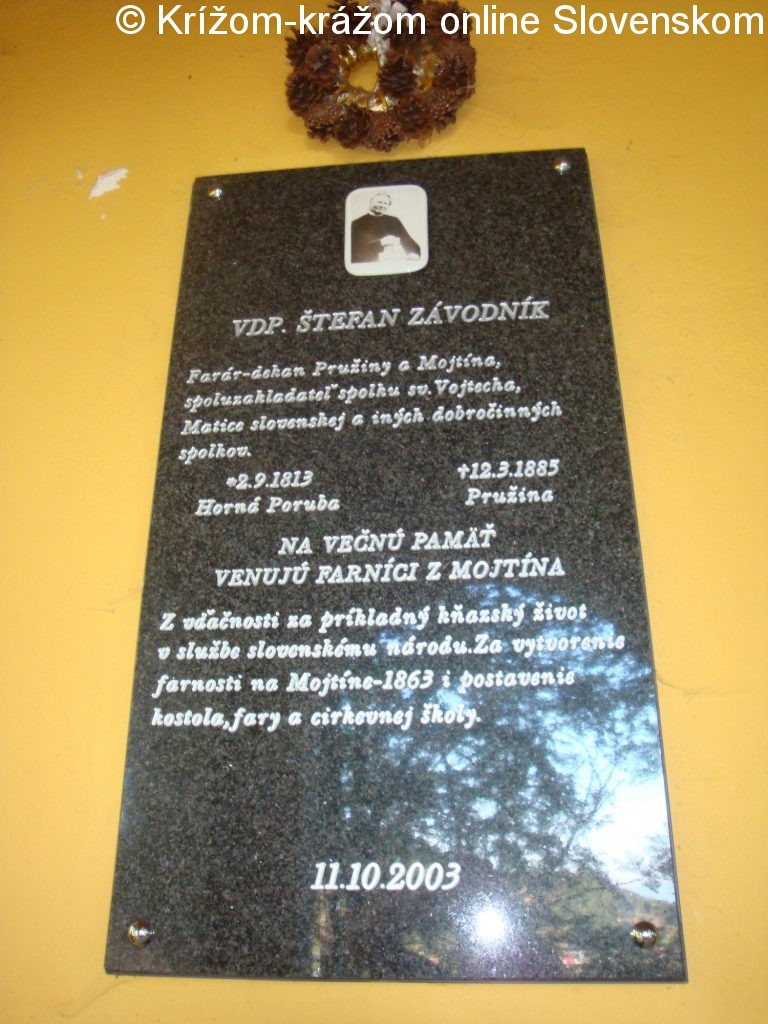 © Krížom-krážom online Slovenskom
VDP. ŠTEFAN ZÁVODNÍK
Farár-dekan Pružiny a Mojtína,
spoluzakladateľ spolku sv. Vojtecha,
Matice slovenskej a iných dobročinných
spolkov.
*2.9.1813 †12.3.1885
Horná Poruba Pružina
NA VEČNÚ PAMÄŤ
VENUJÚ FARNÍCI Z MOJTÍNA
Z vďačnosti za príkladný kňazský život
v službe slovenskému národu. Za vytvorenie
farnosti na Mojtíne-1863 i postavenie
kostola, fary a cirkevnej školy.
11.10.2003